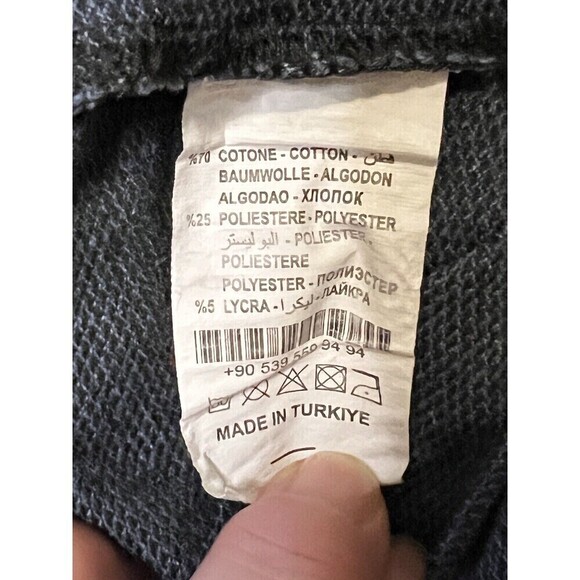 %70 COTONE - COTTON - قطن
BAUMWOLLE - ALGODON
ALGODAO - ХЛОПОК
%25 POLIESTERE - POLYESTER
البوليستر - POLIESTER -
POLIESTERE
POLYESTER - ПОЛИЭСТЕР
%5 LYCRA - ليكرا - ЛАЙКРА
+90 539 559 94 94
MADE IN TURKIYE